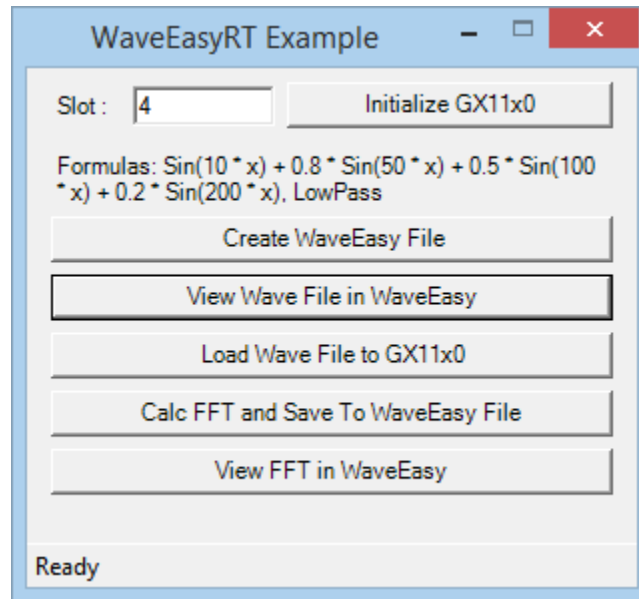 WaveEasyRT Example
Slot : 4 Initialize GX11x0
Formulas: Sin(10 * x) + 0.8 * Sin(50 * x) + 0.5 * Sin(100
* x) + 0.2 * Sin(200 * x), LowPass
Create WaveEasy File
View Wave File in WaveEasy
Load Wave File to GX11x0
Calc FFT and Save To WaveEasy File
View FFT in WaveEasy
Ready